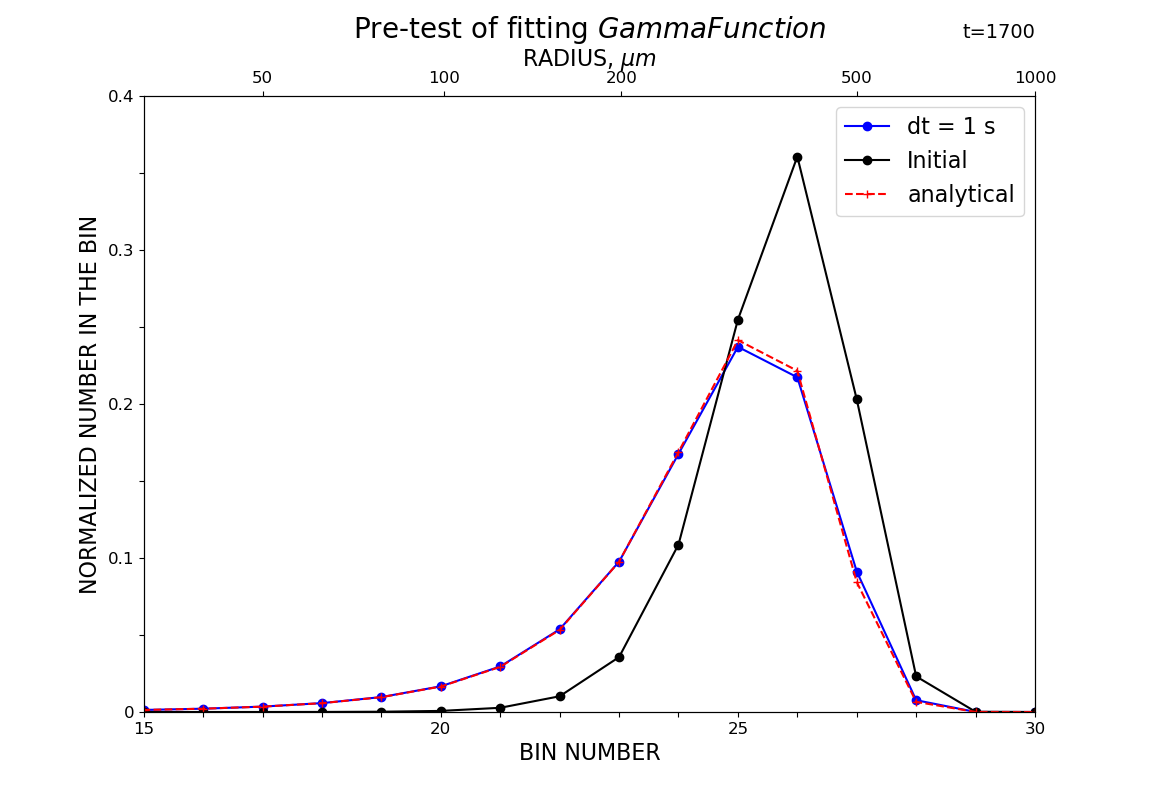 Pre-test of fitting GammaFunction
t=1700
RADIUS, μm
50 100 200 500 1000
0.4
0.3
0.2
0.1
0
NORMALIZED NUMBER IN THE BIN
dt = 1 s
Initial
analytical
15 20 25 30
BIN NUMBER